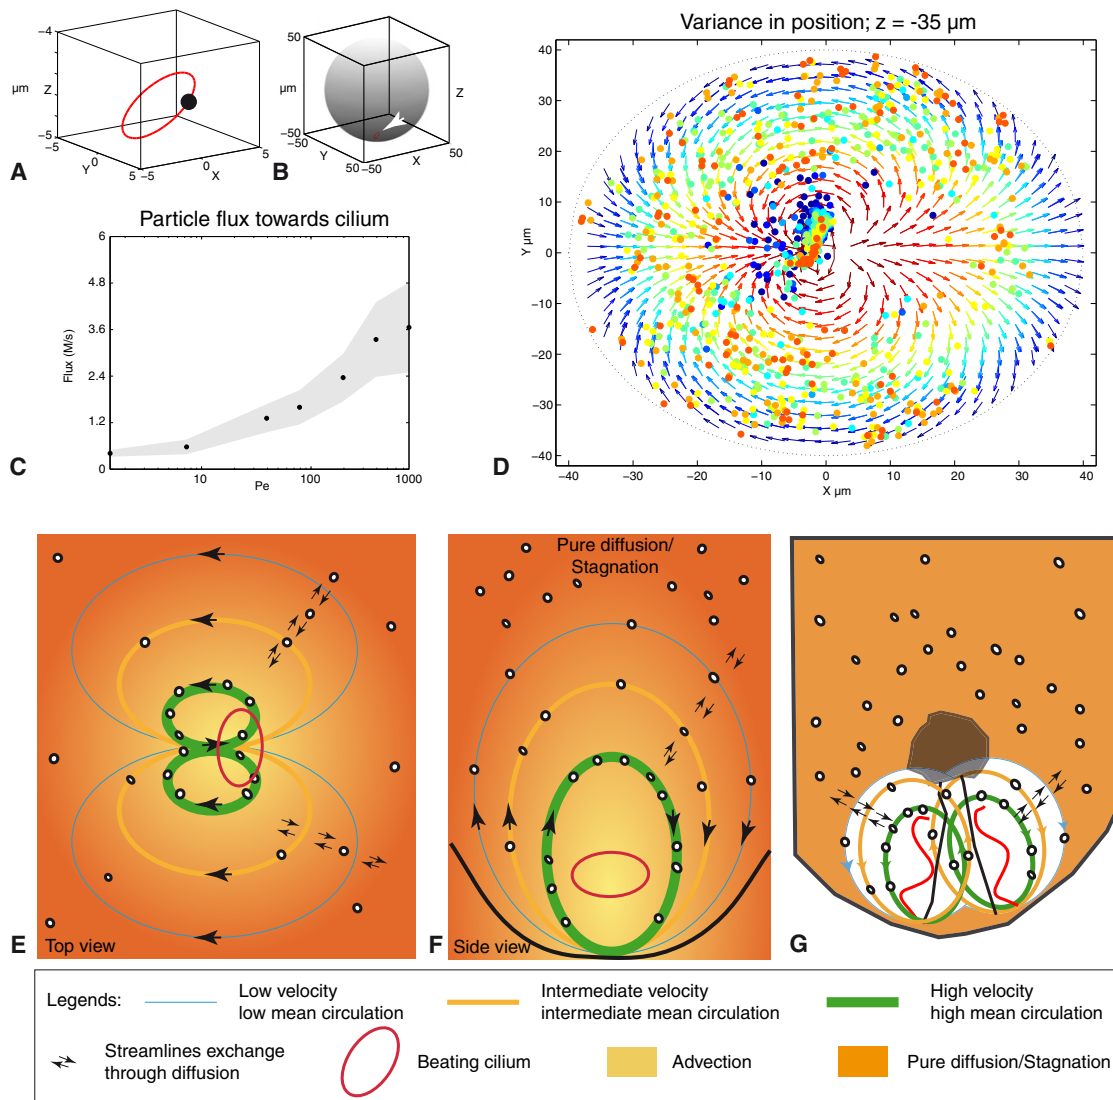 −4
µm
Z
−5
−5
Y
0
5
−5
0
X
5
A
50
µm
−50
−50
Y
50
−50
X
50
Z
B
Variance in position; z = -35 µm
40
30
20
10
0
−10
−20
−30
−40
Y µm
−40
−30
−20
−10
0
10
20
30
40
X µm
D
Particle flux towards cilium
6
4.8
3.6
2.4
1.2
0
Flux (M/s)
10
100
1000
Pe
C
E
Top view
Pure diffusion/
Stagnation
F
Side view
G
Legends:
Low velocity
low mean circulation
Intermediate velocity
intermediate mean circulation
High velocity
high mean circulation
Streamlines exchange
through diffusion
Beating cilium
Advection
Pure diffusion/Stagnation